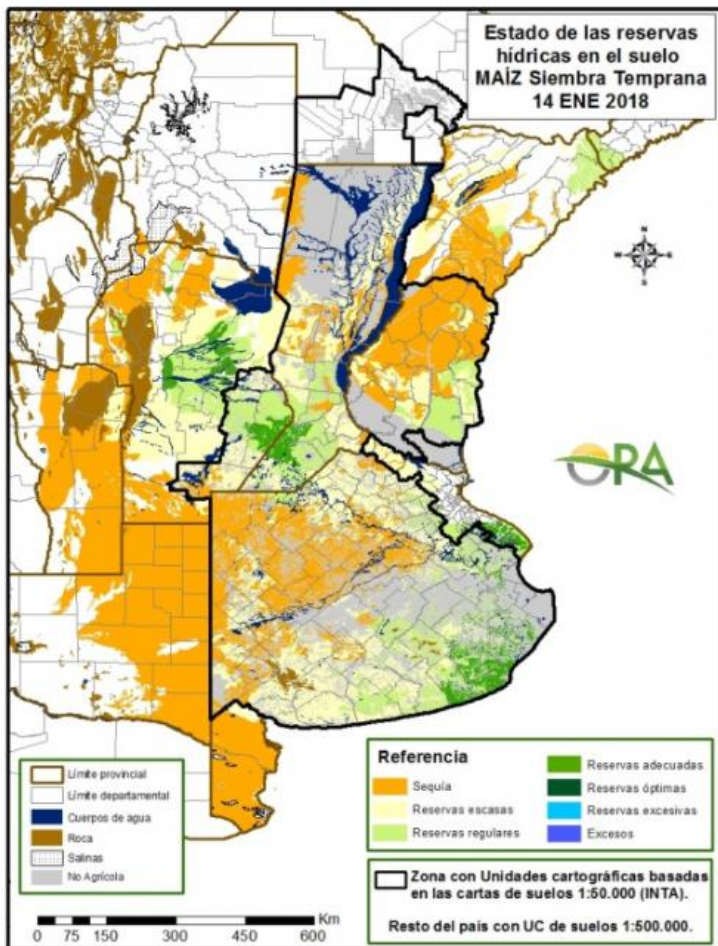 Estado de las reservas
hídricas en el suelo
MAÍZ Siembra Temprana
14 ENE 2018
N
W
E
S
ORA
Límite provincial
Límite departamental
Cuerpos de agua
Roca
Salinas
No Agrícola
Referencia
Sequía
Reservas escasas
Reservas regulares
Reservas adecuadas
Reservas óptimas
Reservas excesivas
Excesos
Zona con Unidades cartográficas basadas
en las cartas de suelos 1:50.000 (INTA).
Resto del país con UC de suelos 1:500.000.
0 75 150 300 450 600 Km